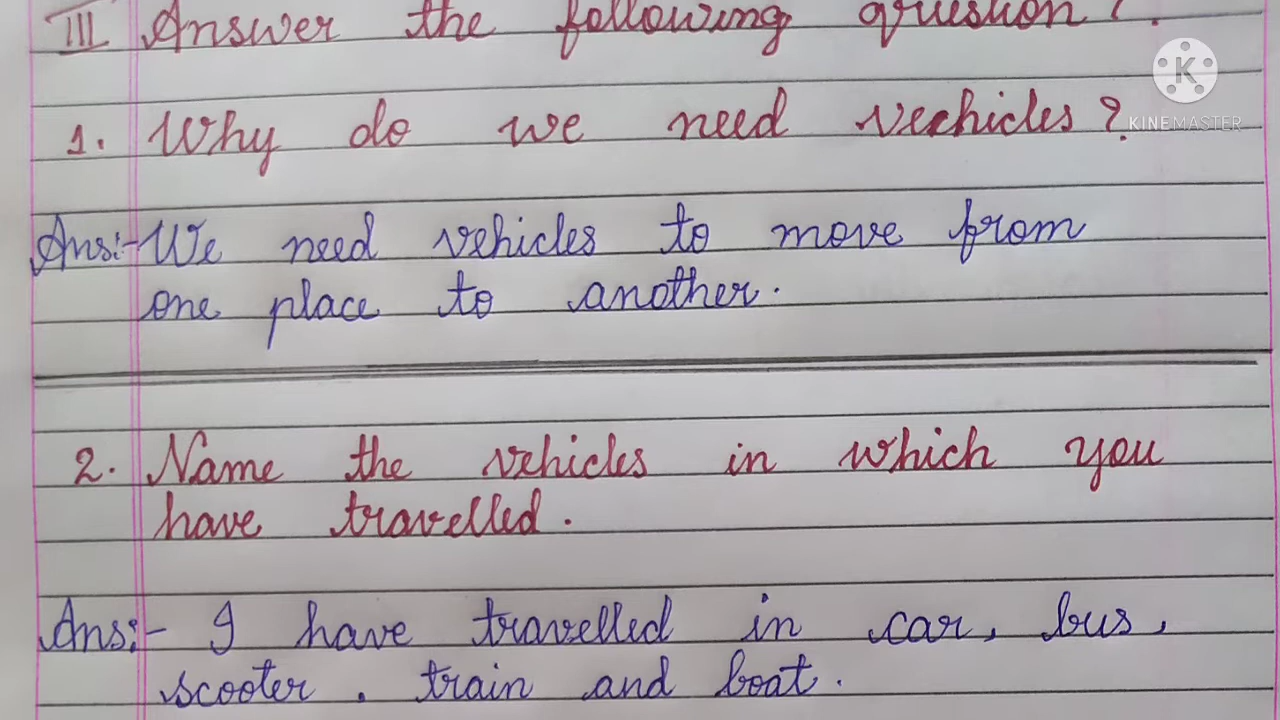 III Answer the following question?.
K
KINEMASTER
1. Why do we need vechicles?
Ans:- We need vehicles to move from
one place to another.
2. Name the vehicles in which you
have travelled.
Ans:- I have travelled in car, bus,
scooter, train and boat.